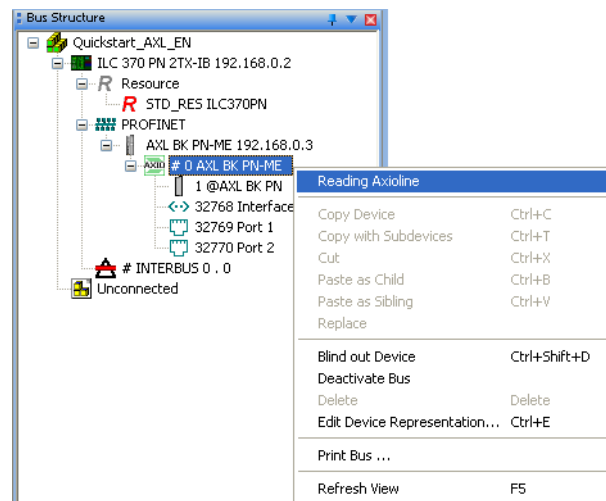 Bus Structure
Quickstart_AXL_EN
ILC 370 PN 2TX-IB 192.168.0.2
R Resource
R STD_RES ILC370PN
PROFINET
AXL BK PN-ME 192.168.0.3
AXIO # 0 AXL BK PN-ME
1 @AXL BK PN
32768 Interface
32769 Port 1
32770 Port 2
# INTERBUS 0 . 0
Unconnected
Reading Axioline
Copy Device Ctrl+C
Copy with Subdevices Ctrl+T
Cut Ctrl+X
Paste as Child Ctrl+B
Paste as Sibling Ctrl+V
Replace
Blind out Device Ctrl+Shift+D
Deactivate Bus
Delete Delete
Edit Device Representation... Ctrl+E
Print Bus ...
Refresh View F5